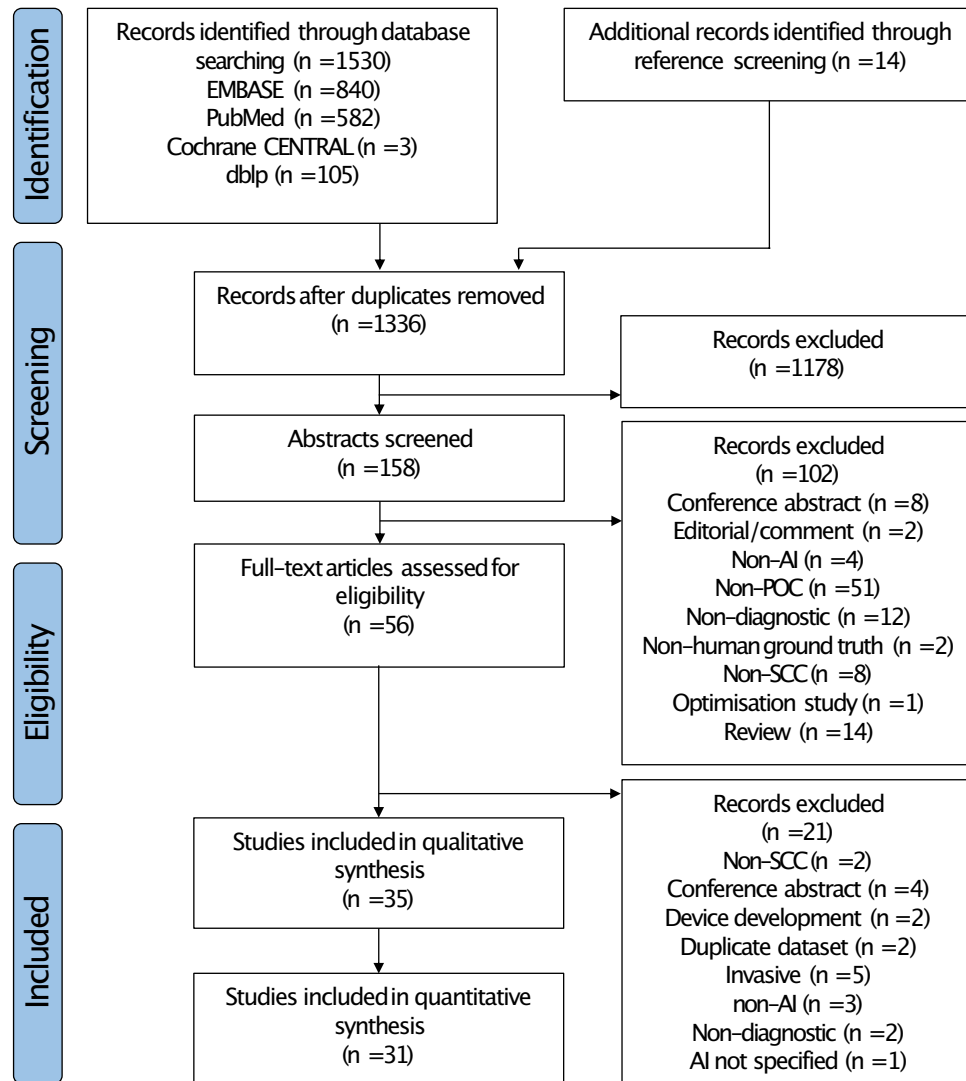 Identification
Records identified through database
searching (n =1530)
EMBASE (n =840)
PubMed (n =582)
Cochrane CENTRAL (n =3)
dblp (n =105)
Additional records identified through
reference screening (n =14)
Screening
Records after duplicates removed
(n =1336)
Records excluded
(n =1178)
Abstracts screened
(n =158)
Records excluded
(n =102)
Conference abstract (n =8)
Editorial/comment (n =2)
Non-AI (n =4)
Non-POC (n =51)
Non-diagnostic (n =12)
Non-human ground truth (n =2)
Non-SCC (n =8)
Optimisation study (n =1)
Review (n =14)
Eligibility
Full-text articles assessed for
eligibility
(n =56)
Records excluded
(n =21)
Non-SCC (n =2)
Conference abstract (n =4)
Device development (n =2)
Duplicate dataset (n =2)
Invasive (n =5)
non-AI (n =3)
Non-diagnostic (n =2)
AI not specified (n =1)
Included
Studies included in qualitative
synthesis
(n =35)
Studies included in quantitative
synthesis
(n =31)